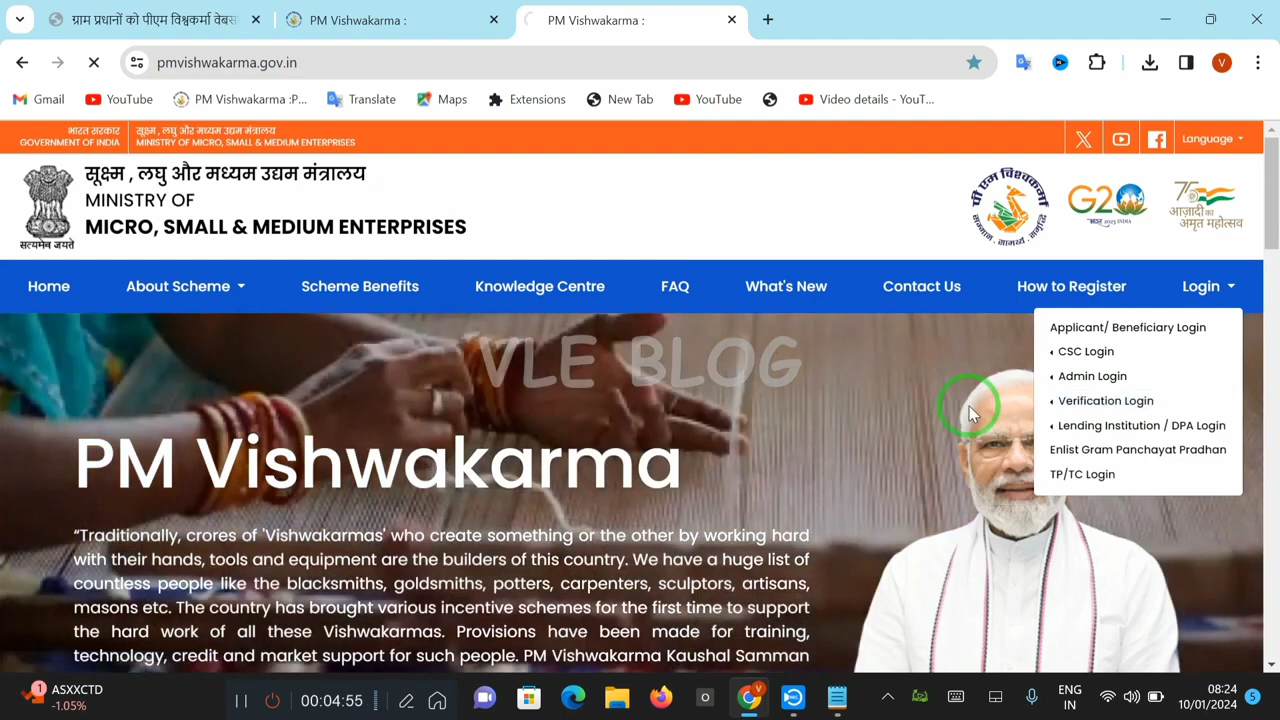 ग्राम प्रधानों को पीएम विश्वकर्मा वेबस
PM Vishwakarma :
PM Vishwakarma :
pmvishwakarma.gov.in
V
Gmail
YouTube
PM Vishwakarma :P...
Translate
Maps
Extensions
New Tab
YouTube
Video details - YouT...
भारत सरकार
GOVERNMENT OF INDIA
सूक्ष्म , लघु और मध्यम उद्यम मंत्रालय
MINISTRY OF MICRO, SMALL & MEDIUM ENTERPRISES
Language
सूक्ष्म , लघु और मध्यम उद्यम मंत्रालय
MINISTRY OF
MICRO, SMALL & MEDIUM ENTERPRISES
सत्यमेव जयते
पी एम विश्वकर्मा
सम्मान सामर्थ्य समृद्धि
G20
75
आज़ादी का
अमृत महोत्सव
Home
About Scheme
Scheme Benefits
Knowledge Centre
FAQ
What's New
Contact Us
How to Register
Login
Applicant/ Beneficiary Login
CSC Login
Admin Login
Verification Login
Lending Institution / DPA Login
Enlist Gram Panchayat Pradhan
TP/TC Login
VLE BLOG
PM Vishwakarma
“Traditionally, crores of 'Vishwakarmas' who create something or the other by working hard
with their hands, tools and equipment are the builders of this country. We have a huge list of
countless people like the blacksmiths, goldsmiths, potters, carpenters, sculptors, artisans,
masons etc. The country has brought various incentive schemes for the first time to support
the hard work of all these Vishwakarmas. Provisions have been made for training,
technology, credit and market support for such people. PM Vishwakarma Kaushal Samman
1
ASXXCTD
-1.05%
00:04:55
V
ENG
IN
08:24
10/01/2024
5